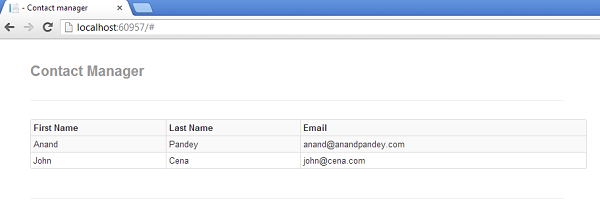 - Contact manager
localhost:60957/#
Contact Manager
First Name Last Name Email
Anand Pandey anand@anandpandey.com
John Cena john@cena.com